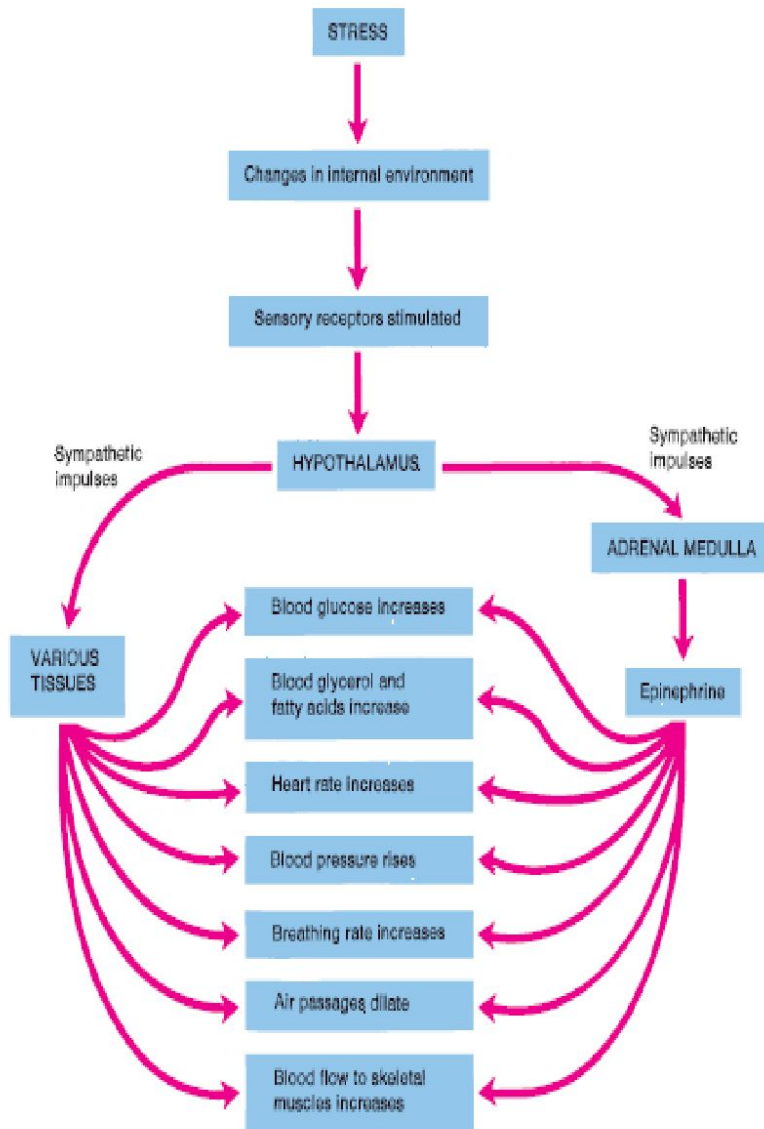 STRESS
Changes in internal environment
Sensory receptors stimulated
Sympathetic
impulses
HYPOTHALAMUS
Sympathetic
impulses
ADRENAL MEDULLA
Blood glucose increases
VARIOUS
TISSUES
Blood glycerol and
fatty acids increase
Epinephrine
Heart rate increases
Blood pressure rises
Breathing rate increases
Air passages dilate
Blood flow to skeletal
muscles increases